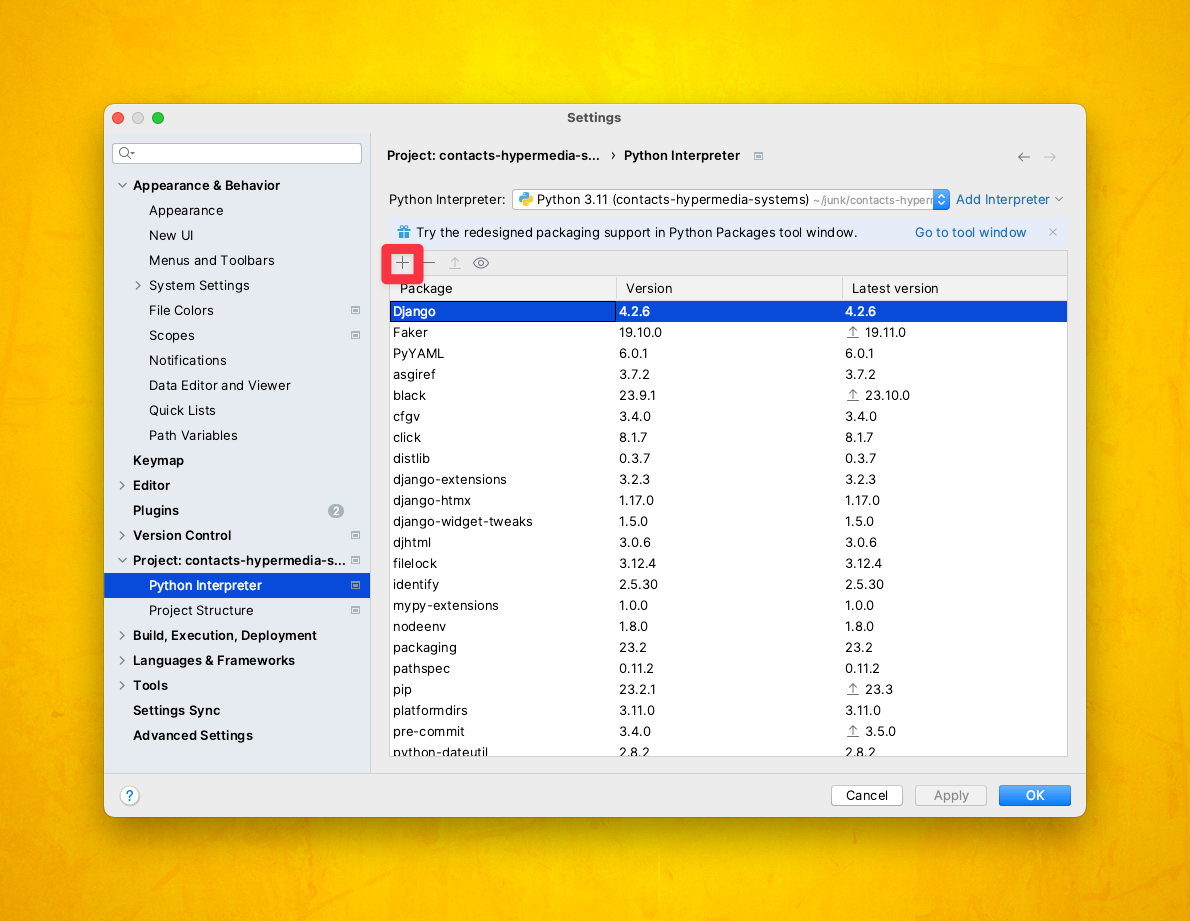 Settings
Appearance & Behavior
Appearance
New UI
Menus and Toolbars
System Settings
File Colors
Scopes
Notifications
Data Editor and Viewer
Quick Lists
Path Variables
Keymap
Editor
Plugins 2
Version Control
Project: contacts-hypermedia-s...
Python Interpreter
Project Structure
Build, Execution, Deployment
Languages & Frameworks
Tools
Settings Sync
Advanced Settings
Project: contacts-hypermedia-s... › Python Interpreter
Python Interpreter: Python 3.11 (contacts-hypermedia-systems) ~/junk/contacts-hyperr Add Interpreter
Try the redesigned packaging support in Python Packages tool window. Go to tool window
Package Version Latest version
Django 4.2.6 4.2.6
Faker 19.10.0 19.11.0
PyYAML 6.0.1 6.0.1
asgiref 3.7.2 3.7.2
black 23.9.1 23.10.0
cfgv 3.4.0 3.4.0
click 8.1.7 8.1.7
distlib 0.3.7 0.3.7
django-extensions 3.2.3 3.2.3
django-htmx 1.17.0 1.17.0
django-widget-tweaks 1.5.0 1.5.0
djhtml 3.0.6 3.0.6
filelock 3.12.4 3.12.4
identify 2.5.30 2.5.30
mypy-extensions 1.0.0 1.0.0
nodeenv 1.8.0 1.8.0
packaging 23.2 23.2
pathspec 0.11.2 0.11.2
pip 23.2.1 23.3
platformdirs 3.11.0 3.11.0
pre-commit 3.4.0 3.5.0
python-dateutil 2.8.2 2.8.2
? Cancel Apply OK